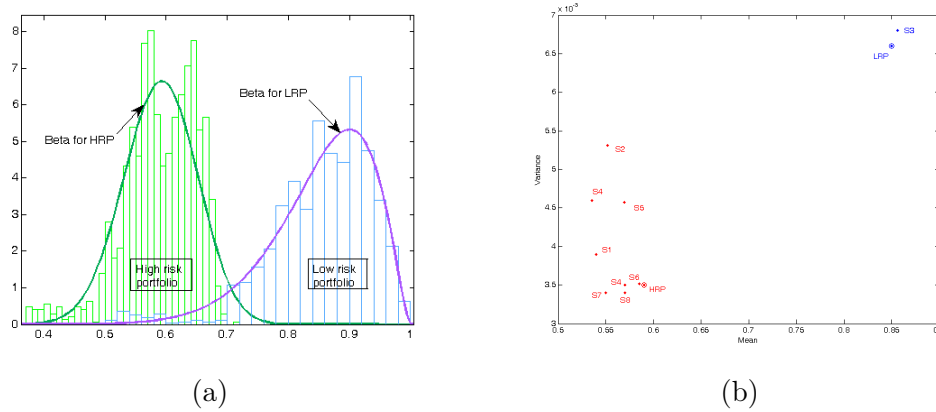 8
7
6
5
4
3
2
1
0
0.4
0.5
0.6
0.7
0.8
0.9
1
Beta for HRP
Beta for LRP
High risk
portfolio
Low risk
portfolio
(a)
x 10⁻³
7
6.5
6
5.5
5
4.5
4
3.5
3
Variance
0.5
0.55
0.6
0.65
0.7
0.75
0.8
0.85
0.9
Mean
S3
LRP
S2
S4
S5
S1
S4
S6
HRP
S7
S8
(b)